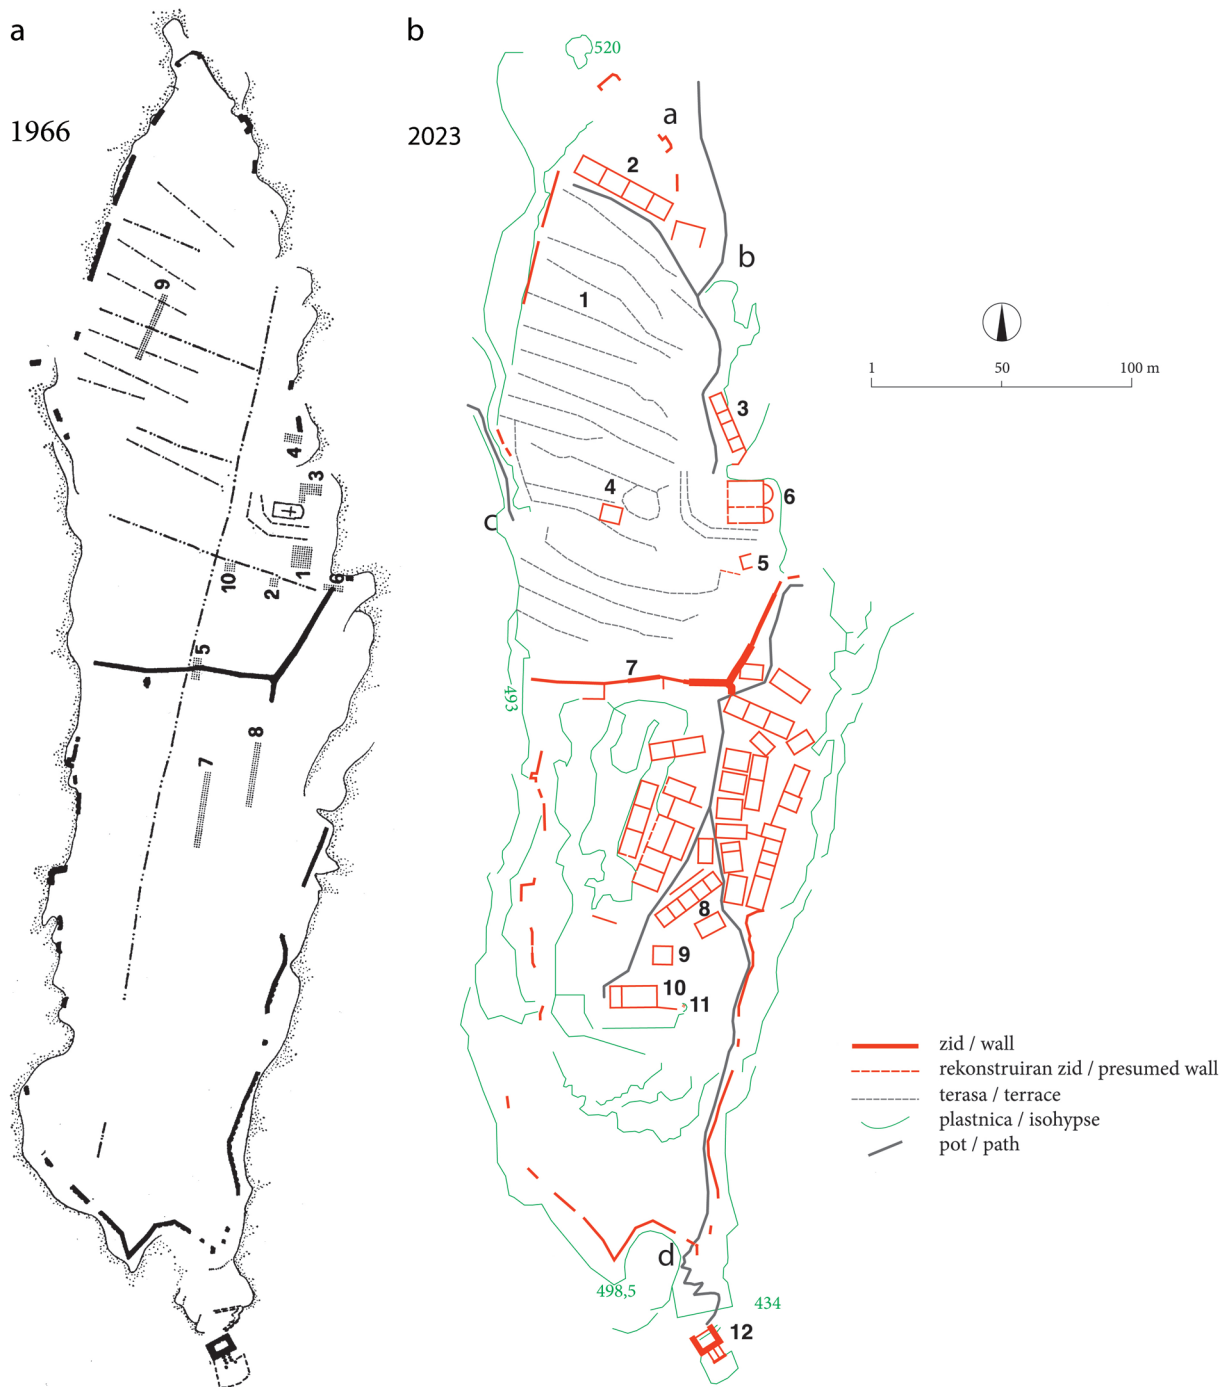 a
1966
9
4
3
1
10
2
6
5
8
7
b
2023
520
a
2
b
1
3
4
6
c
5
7
493
8
9
10
11
d
498,5
434
12
1
50
100 m
zid / wall
rekonstruiran zid / presumed wall
terasa / terrace
plastnica / isohypse
pot / path